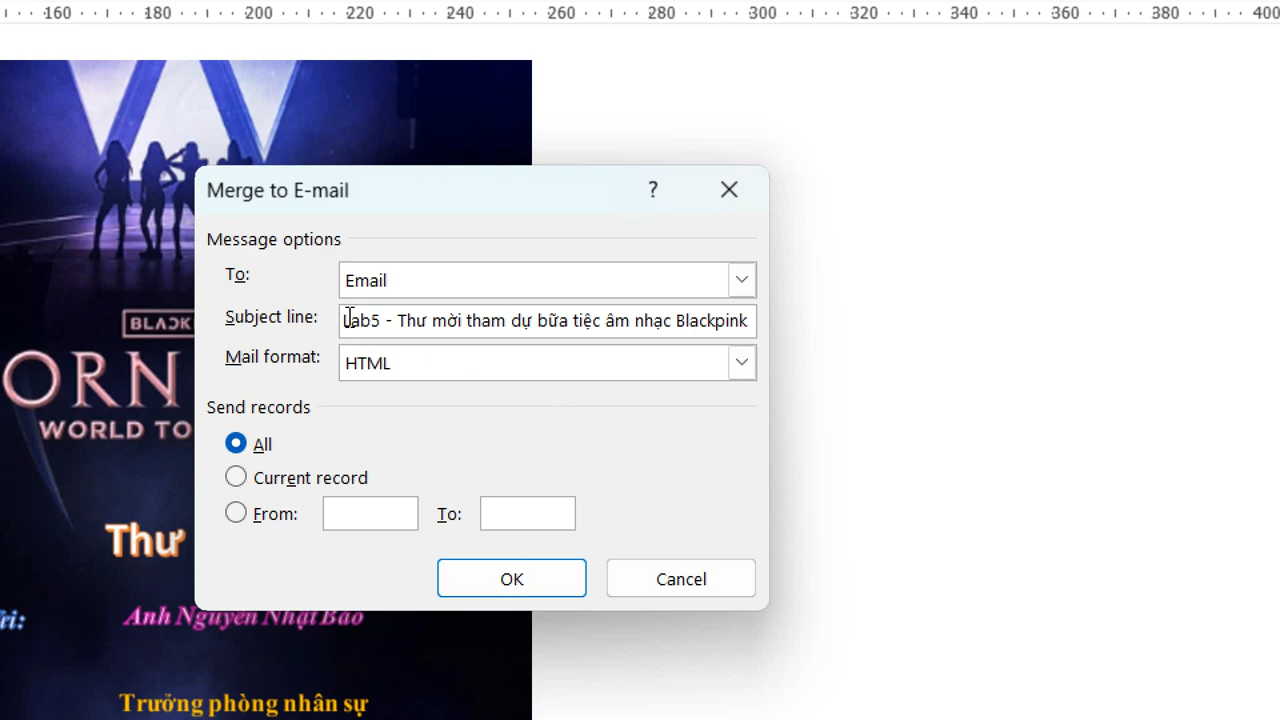 160 180 200 220 240 260 280 300 320 340 360 380 400
Merge to E-mail ?
Message options
To: Email
Subject line: Lab5 - Thư mời tham dự bữa tiệc âm nhạc Blackpink
Mail format: HTML
Send records
All
Current record
From: To:
OK Cancel
BLACK
ORN
WORLD TO
Thư
Anh Nguyễn Nhật Bảo
Trưởng phòng nhân sự